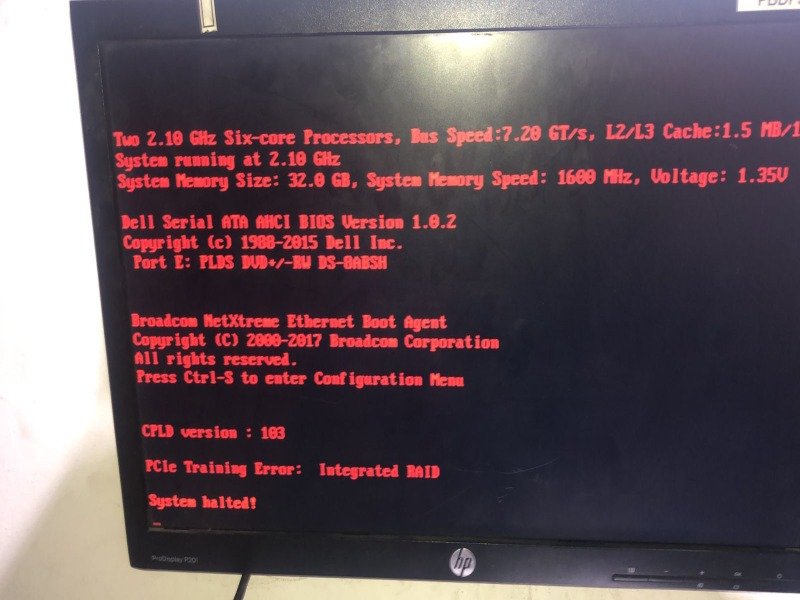 Two 2.10 GHz Six-core Processors, Bus Speed:7.20 GT/s, L2/L3 Cache:1.5 MB/1
System running at 2.10 GHz
System Memory Size: 32.0 GB, System Memory Speed: 1600 MHz, Voltage: 1.35V
Dell Serial ATA AHCI BIOS Version 1.0.2
Copyright (c) 1988-2015 Dell Inc.
Port E: PLDS DVD+/-RW DS-8ABSH
Broadcom NetXtreme Ethernet Boot Agent
Copyright (C) 2000-2017 Broadcom Corporation
All rights reserved.
Press Ctrl-S to enter Configuration Menu
CPLD version : 103
PCIe Training Error: Integrated RAID
System halted!
ProDisplay P201
hp